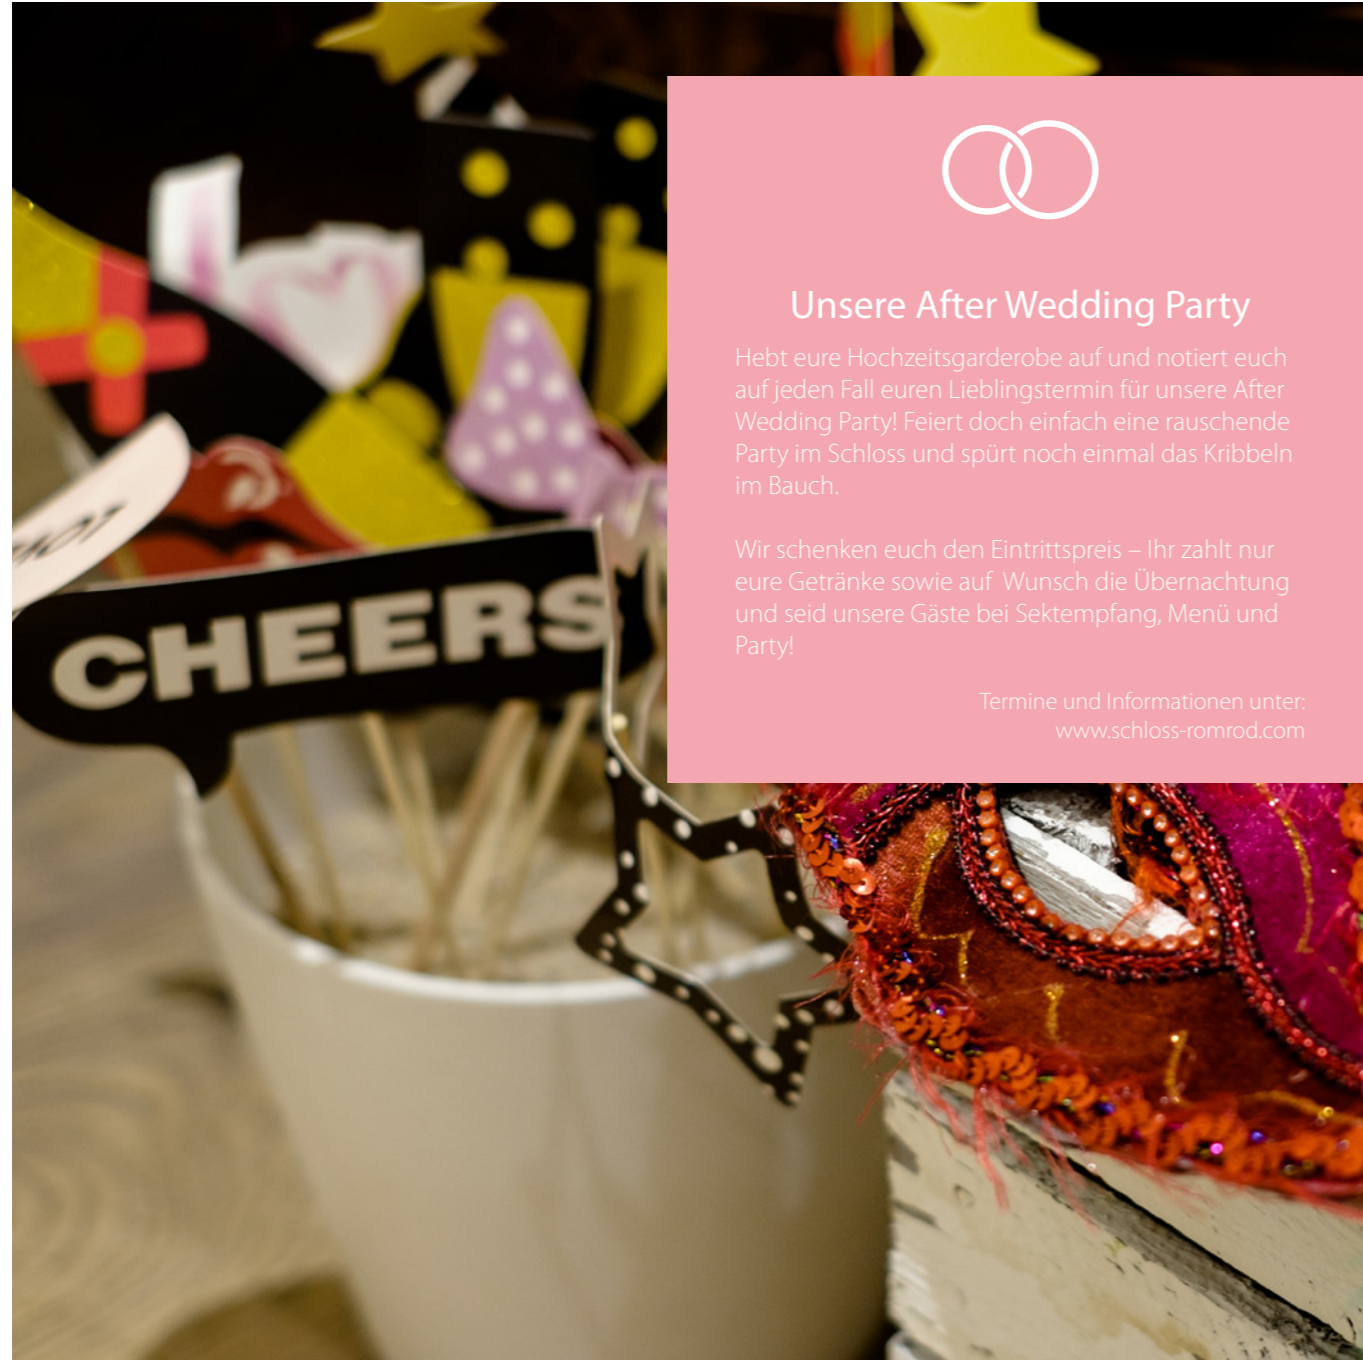 Unsere After Wedding Party
Hebt eure Hochzeitsgarderobe auf und notiert euch
auf jeden Fall euren Lieblingstermin für unsere After
Wedding Party! Feiert doch einfach eine rauschende
Party im Schloss und spürt noch einmal das Kribbeln
im Bauch.
Wir schenken euch den Eintrittspreis – Ihr zahlt nur
eure Getränke sowie auf Wunsch die Übernachtung
und seid unsere Gäste bei Sektempfang, Menü und
Party!
Termine und Informationen unter:
www.schloss-romrod.com
CHEERS